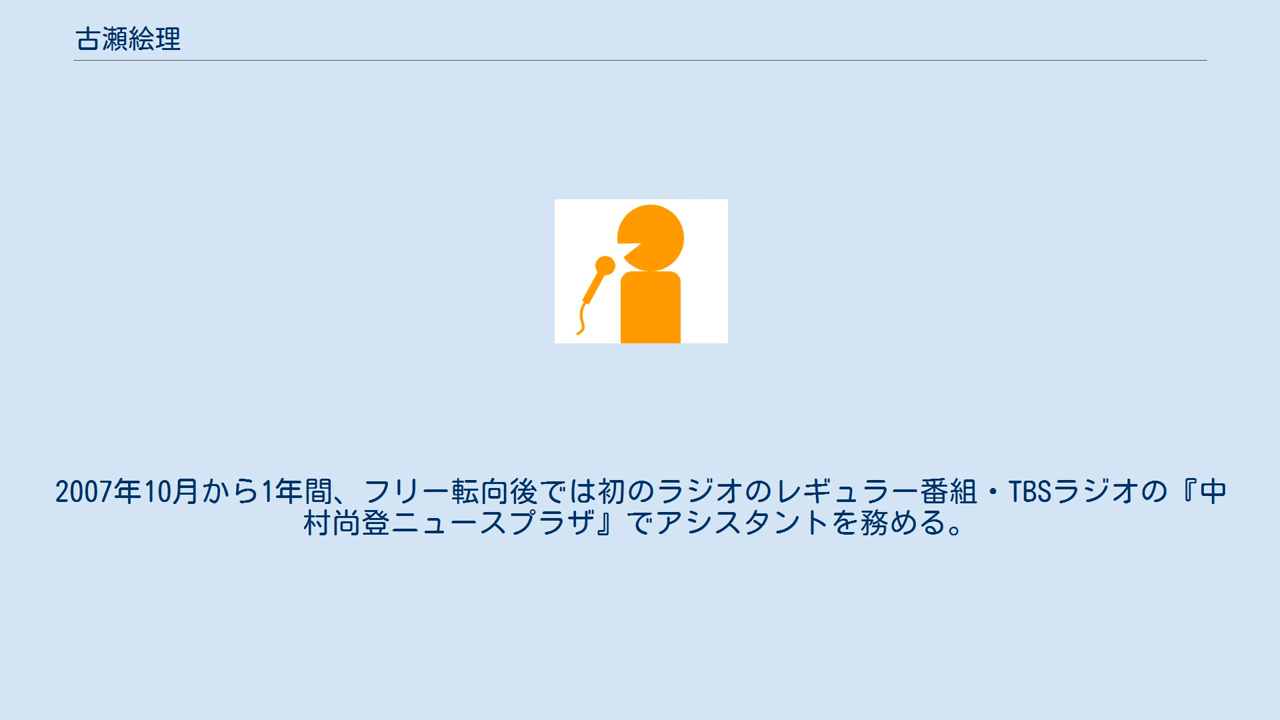 古瀬絵理
2007年10月から1年間、フリー転向後では初のラジオのレギュラー番組・TBSラジオの『中
村尚登ニュースプラザ』でアシスタントを務める。